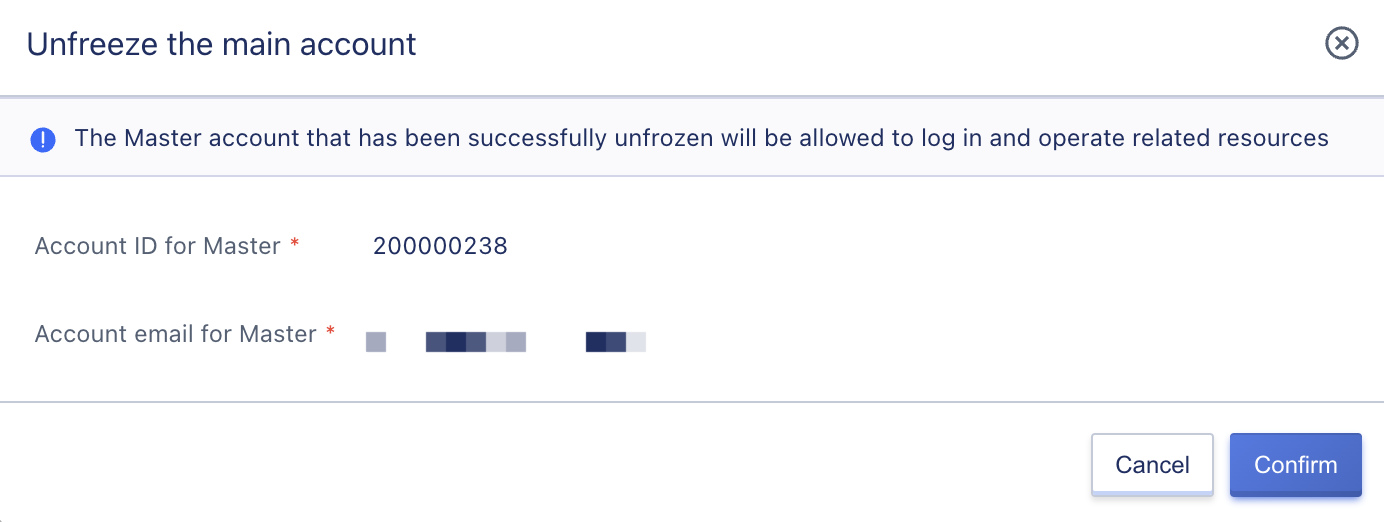 Unfreeze the main account
The Master account that has been successfully unfrozen will be allowed to log in and operate related resources
Account ID for Master * 200000238
Account email for Master *
Cancel Confirm